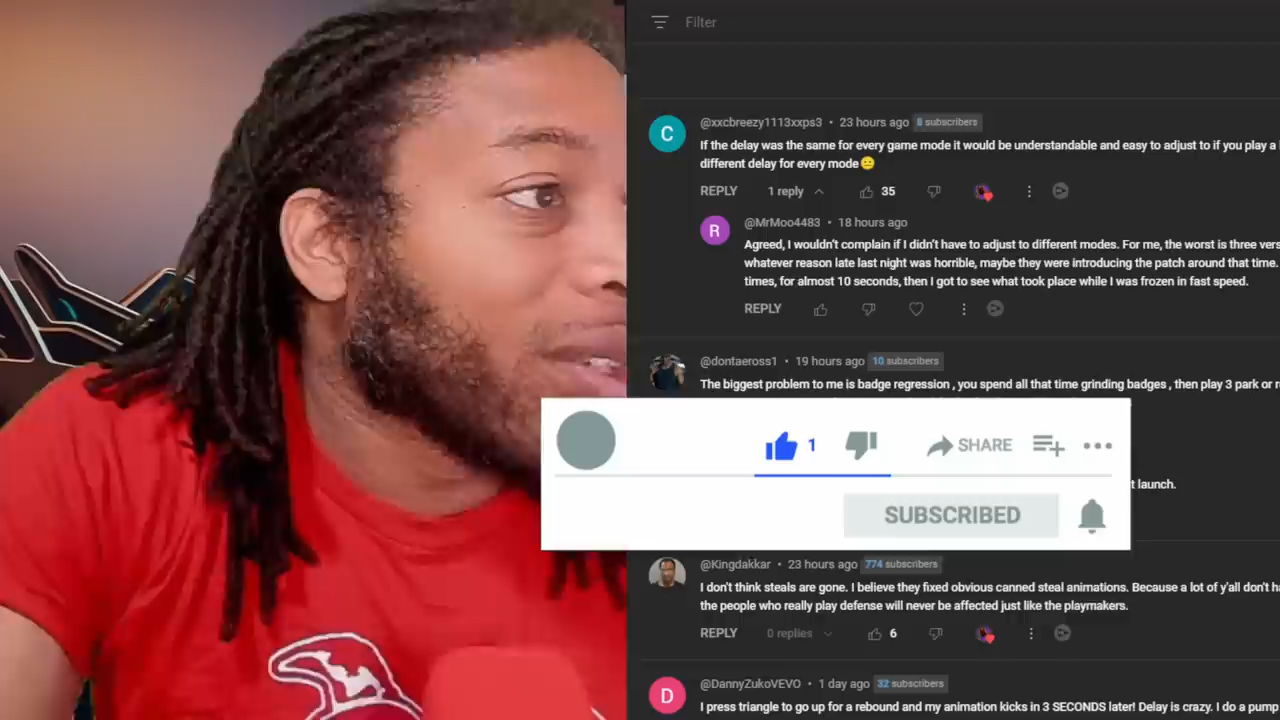 Filter
C
@xxcbreezy1113xxps3 • 23 hours ago 8 subscribers
If the delay was the same for every game mode it would be understandable and easy to adjust to if you play a
different delay for every mode😐
REPLY 1 reply 35
R
@MrMoo4483 • 18 hours ago
Agreed, I wouldn't complain if I didn't have to adjust to different modes. For me, the worst is three
whatever reason late last night was horrible, maybe they were introducing the patch around that time.
times, for almost 10 seconds, then I got to see what took place while I was frozen in fast speed.
REPLY
@dontaeross1 • 19 hours ago 10 subscribers
The biggest problem to me is badge regression , you spend all that time grinding badges , then play 3 park or
1 SHARE
t launch.
SUBSCRIBED
@Kingdakkar • 23 hours ago 774 subscribers
I don't think steals are gone. I believe they fixed obvious canned steal animations. Because a lot of y'all don't
the people who really play defense will never be affected just like the playmakers.
REPLY 0 replies 6
D
@DannyZukoVEVO • 1 day ago 32 subscribers
I press triangle to go up for a rebound and my animation kicks in 3 SECONDS later! Delay is crazy. I do a pump